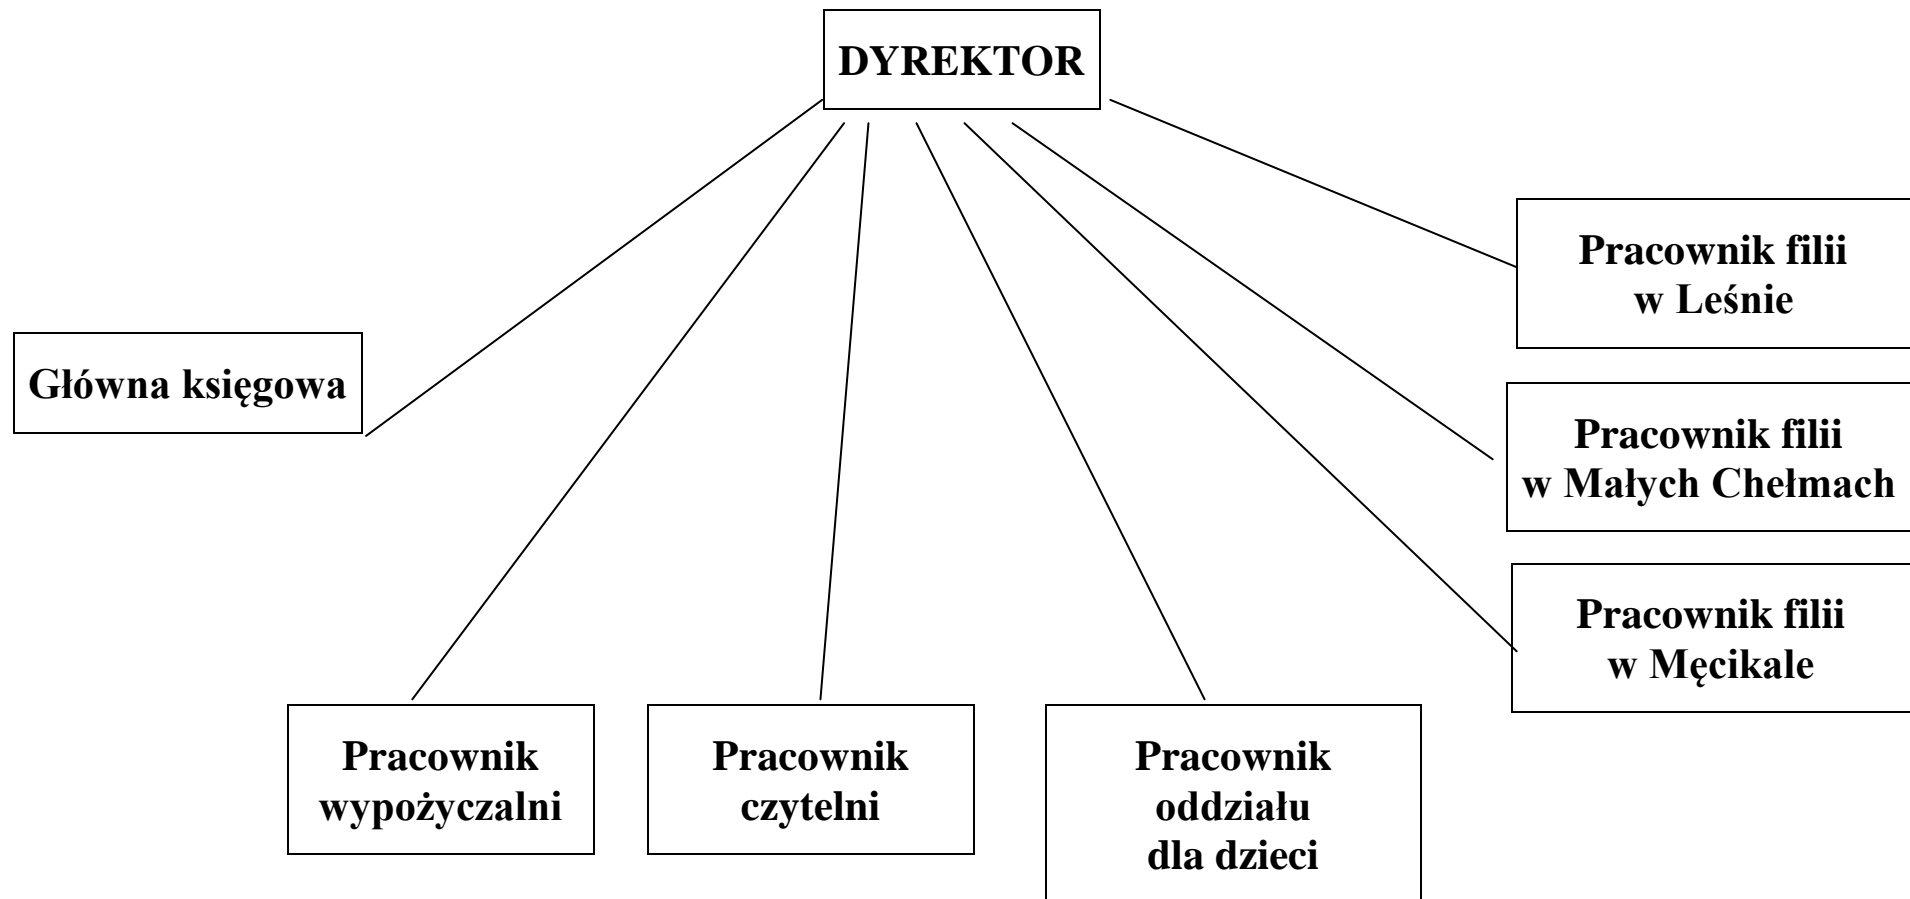 DYREKTOR
Pracownik filii
w Leśnie
Główna księgowa
Pracownik filii
w Małych Chełmach
Pracownik filii
w Męcikale
Pracownik
wypożyczalni
Pracownik
czytelni
Pracownik
oddziału
dla dzieci